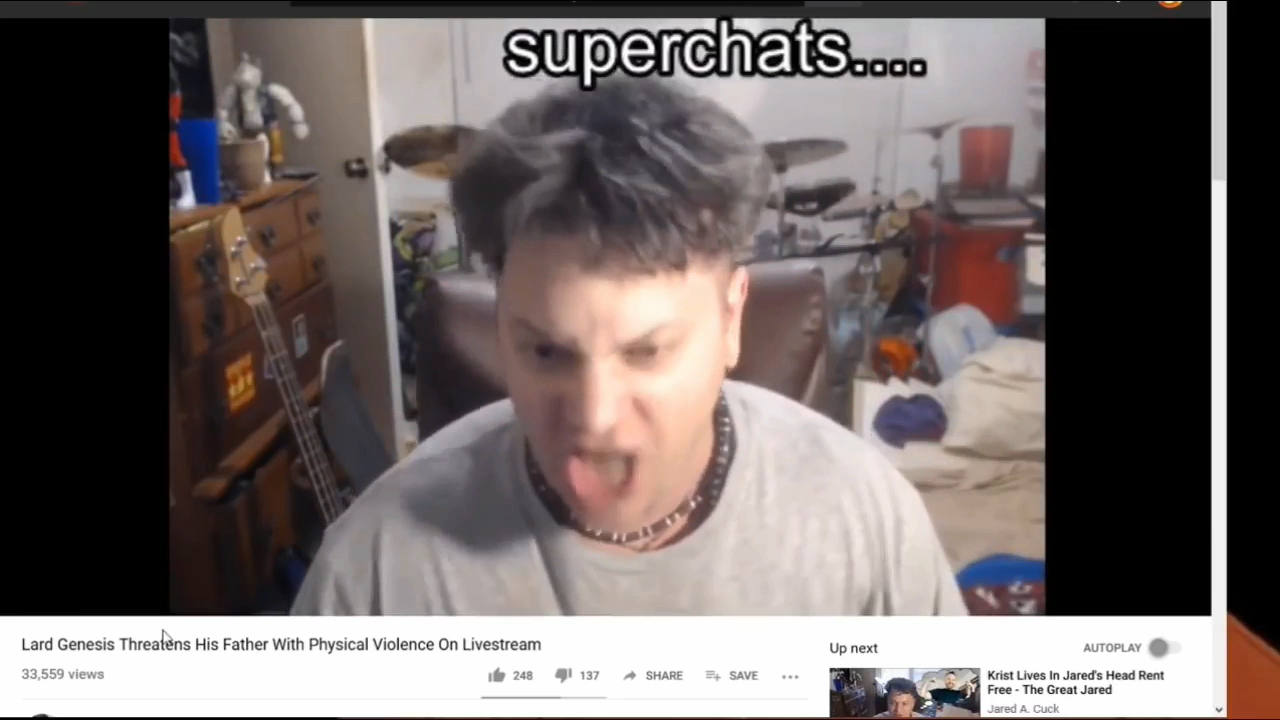 superchats....
Lard Genesis Threatens His Father With Physical Violence On Livestream
33,559 views
248
137
SHARE
SAVE
Up next
AUTOPLAY
Krist Lives In Jared's Head Rent
Free - The Great Jared
Jared A. Cuck